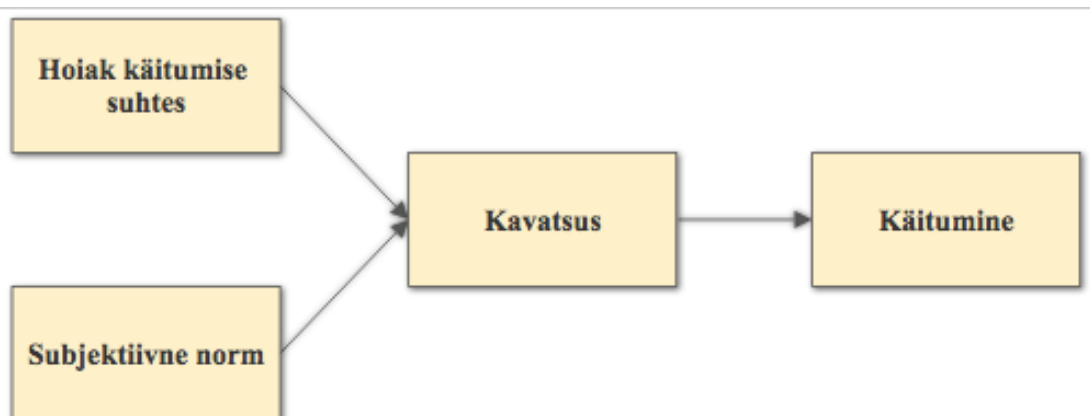 Hoiak käitumise
suhtes
Kavatsus
Käitumine
Subjektiivne norm